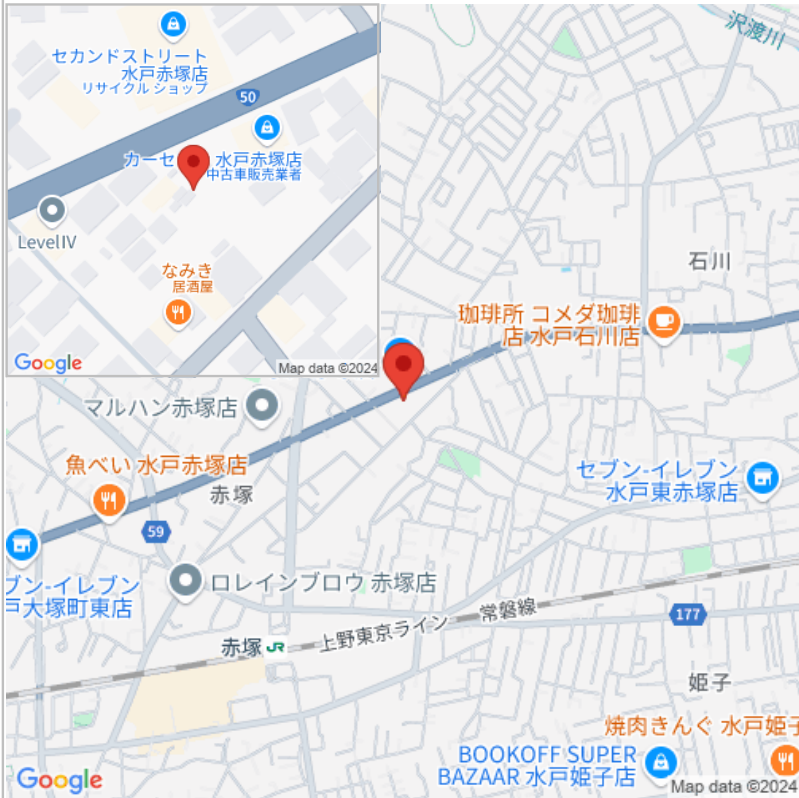 セカンドストリート
水戸赤塚店
リサイクル ショップ
50
カーセ 水戸赤塚店
中古車販売業者
LevelIV
なみき
居酒屋
Google
Map data ©2024
沢渡川
石川
珈琲所 コメダ珈琲
店 水戸石川店
マルハン赤塚店
魚べい 水戸赤塚店
赤塚
セブン-イレブン
水戸東赤塚店
59
ブン-イレブン
戸大塚町東店
ロレインブロウ 赤塚店
赤塚 JR
上野東京ライン
常磐線
177
姫子
焼肉きんぐ 水戸姫子
BOOKOFF SUPER
BAZAAR 水戸姫子店
Google
Map data ©2024